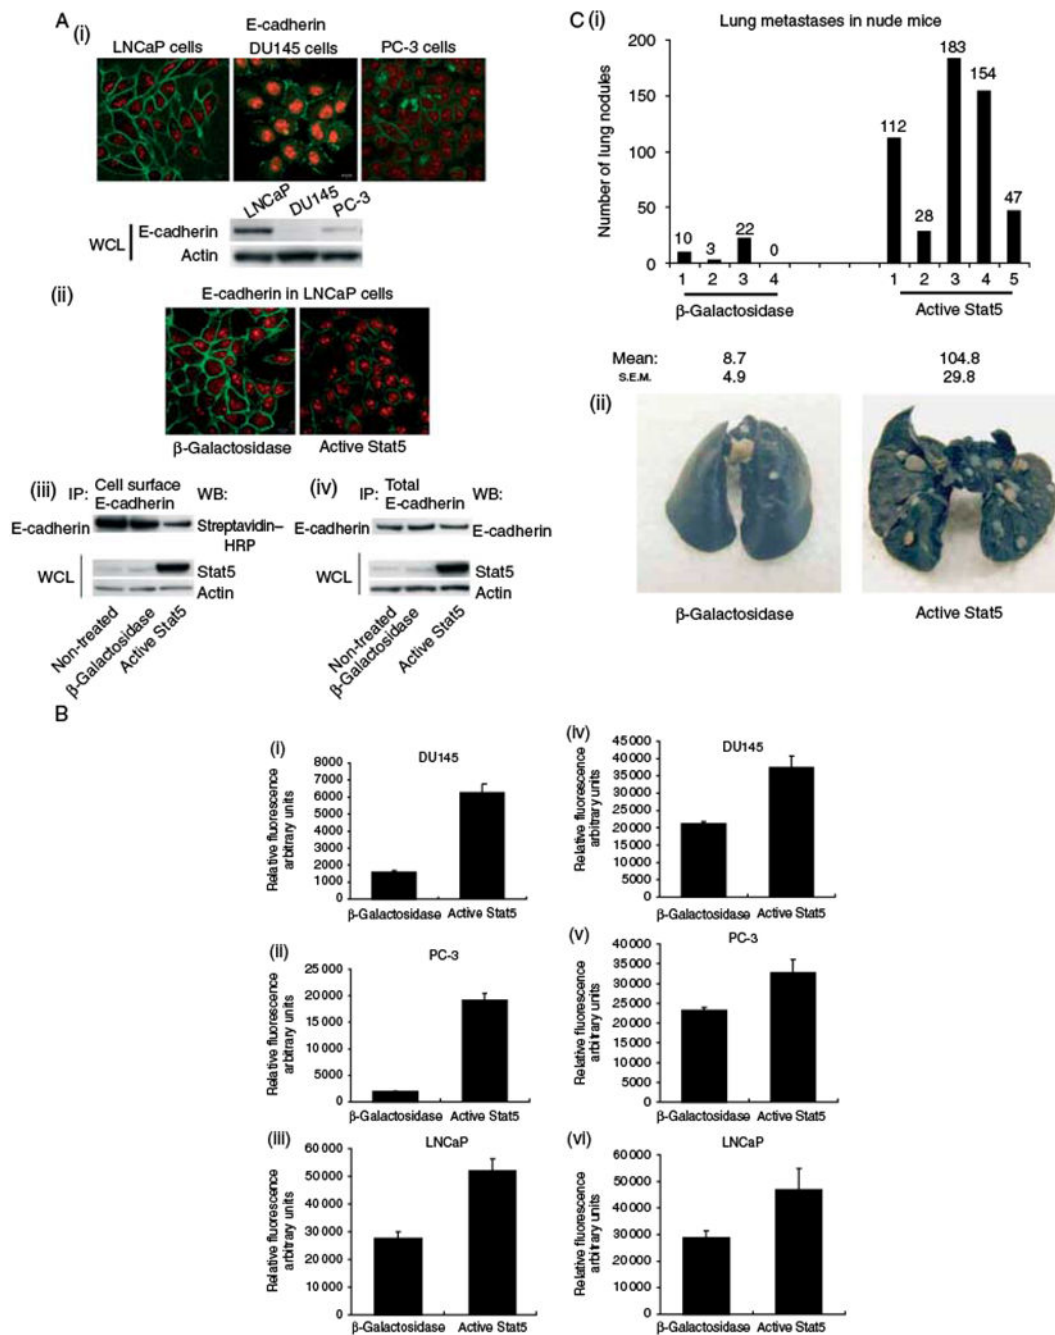 A
(i)
E-cadherin
LNCaP cells
DU145 cells
PC-3 cells
LNCaP
DU145
PC-3
WCL
E-cadherin
Actin
(ii)
E-cadherin in LNCaP cells
β-Galactosidase
Active Stat5
(iii)
IP:
Cell surface
E-cadherin
WB:
E-cadherin
Streptavidin–
HRP
WCL
Stat5
Actin
Non-treated
β-Galactosidase
Active Stat5
(iv)
IP:
Total
E-cadherin
WB:
E-cadherin
E-cadherin
WCL
Stat5
Actin
Non-treated
β-Galactosidase
Active Stat5
C (i)
Lung metastases in nude mice
Number of lung nodules
200
150
100
50
0
10
3
22
0
112
28
183
154
47
1 2 3 4
1 2 3 4 5
β-Galactosidase
Active Stat5
Mean: 8.7 104.8
S.E.M. 4.9 29.8
(ii)
β-Galactosidase
Active Stat5
B
(i)
DU145
Relative fluorescence
arbitrary units
8000
7000
6000
5000
4000
3000
2000
1000
0
β-Galactosidase Active Stat5
(iv)
DU145
Relative fluorescence
arbitrary units
45 000
40 000
35 000
30 000
25 000
20 000
15 000
10 000
5000
0
β-Galactosidase Active Stat5
(ii)
PC-3
Relative fluorescence
arbitrary units
25 000
20 000
15 000
10 000
5000
0
β-Galactosidase Active Stat5
(v)
PC-3
Relative fluorescence
arbitrary units
40 000
35 000
30 000
25 000
20 000
15 000
10 000
5000
0
β-Galactosidase Active Stat5
(iii)
LNCaP
Relative fluorescence
arbitrary units
60 000
50 000
40 000
30 000
20 000
10 000
0
β-Galactosidase Active Stat5
(vi)
LNCaP
Relative fluorescence
arbitrary units
60 000
50 000
40 000
30 000
20 000
10 000
0
β-Galactosidase Active Stat5